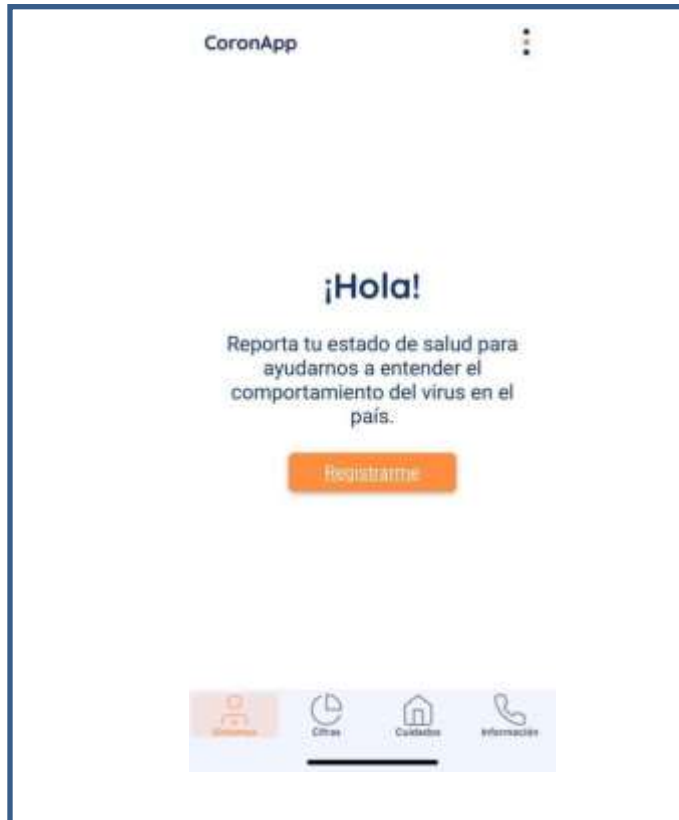 CoronApp
¡Hola!
Reporta tu estado de salud para
ayudarnos a entender el
comportamiento del virus en el
país.
Registrarme
Síntomas
Cifras
Cuidados
Información